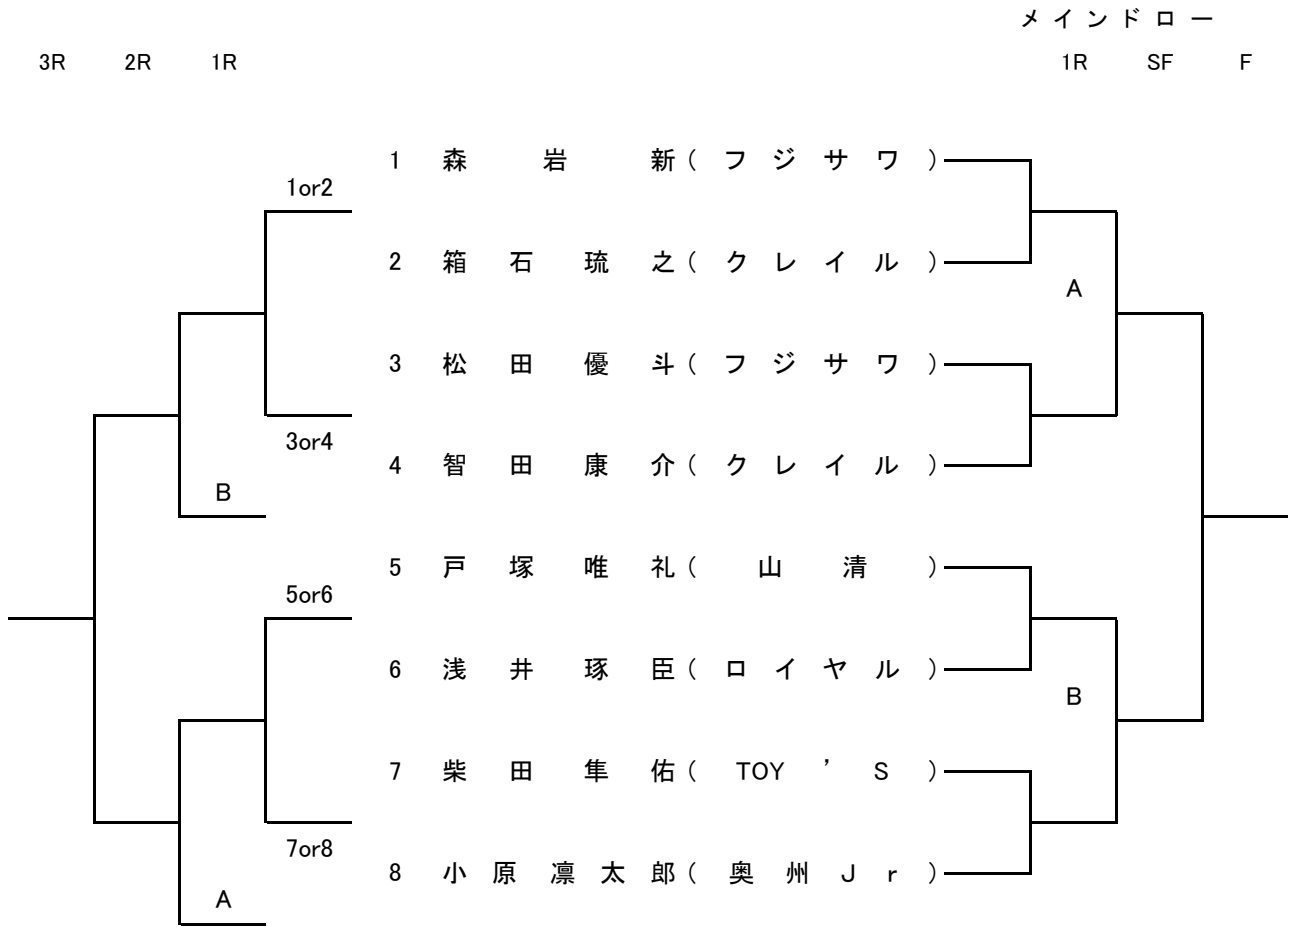 メインドロー
3R 2R 1R 1R SF F
1 森岩新(フジサワ)
1or2
2 箱石琉之(クレイル)
A
3 松田優斗(フジサワ)
3or4
4 智田康介(クレイル)
B
5 戸塚唯礼(山清)
5or6
6 浅井琢臣(ロイヤル)
B
7 柴田隼佑(TOY’S)
7or8
8 小原凛太郎(奥州Jr)
A